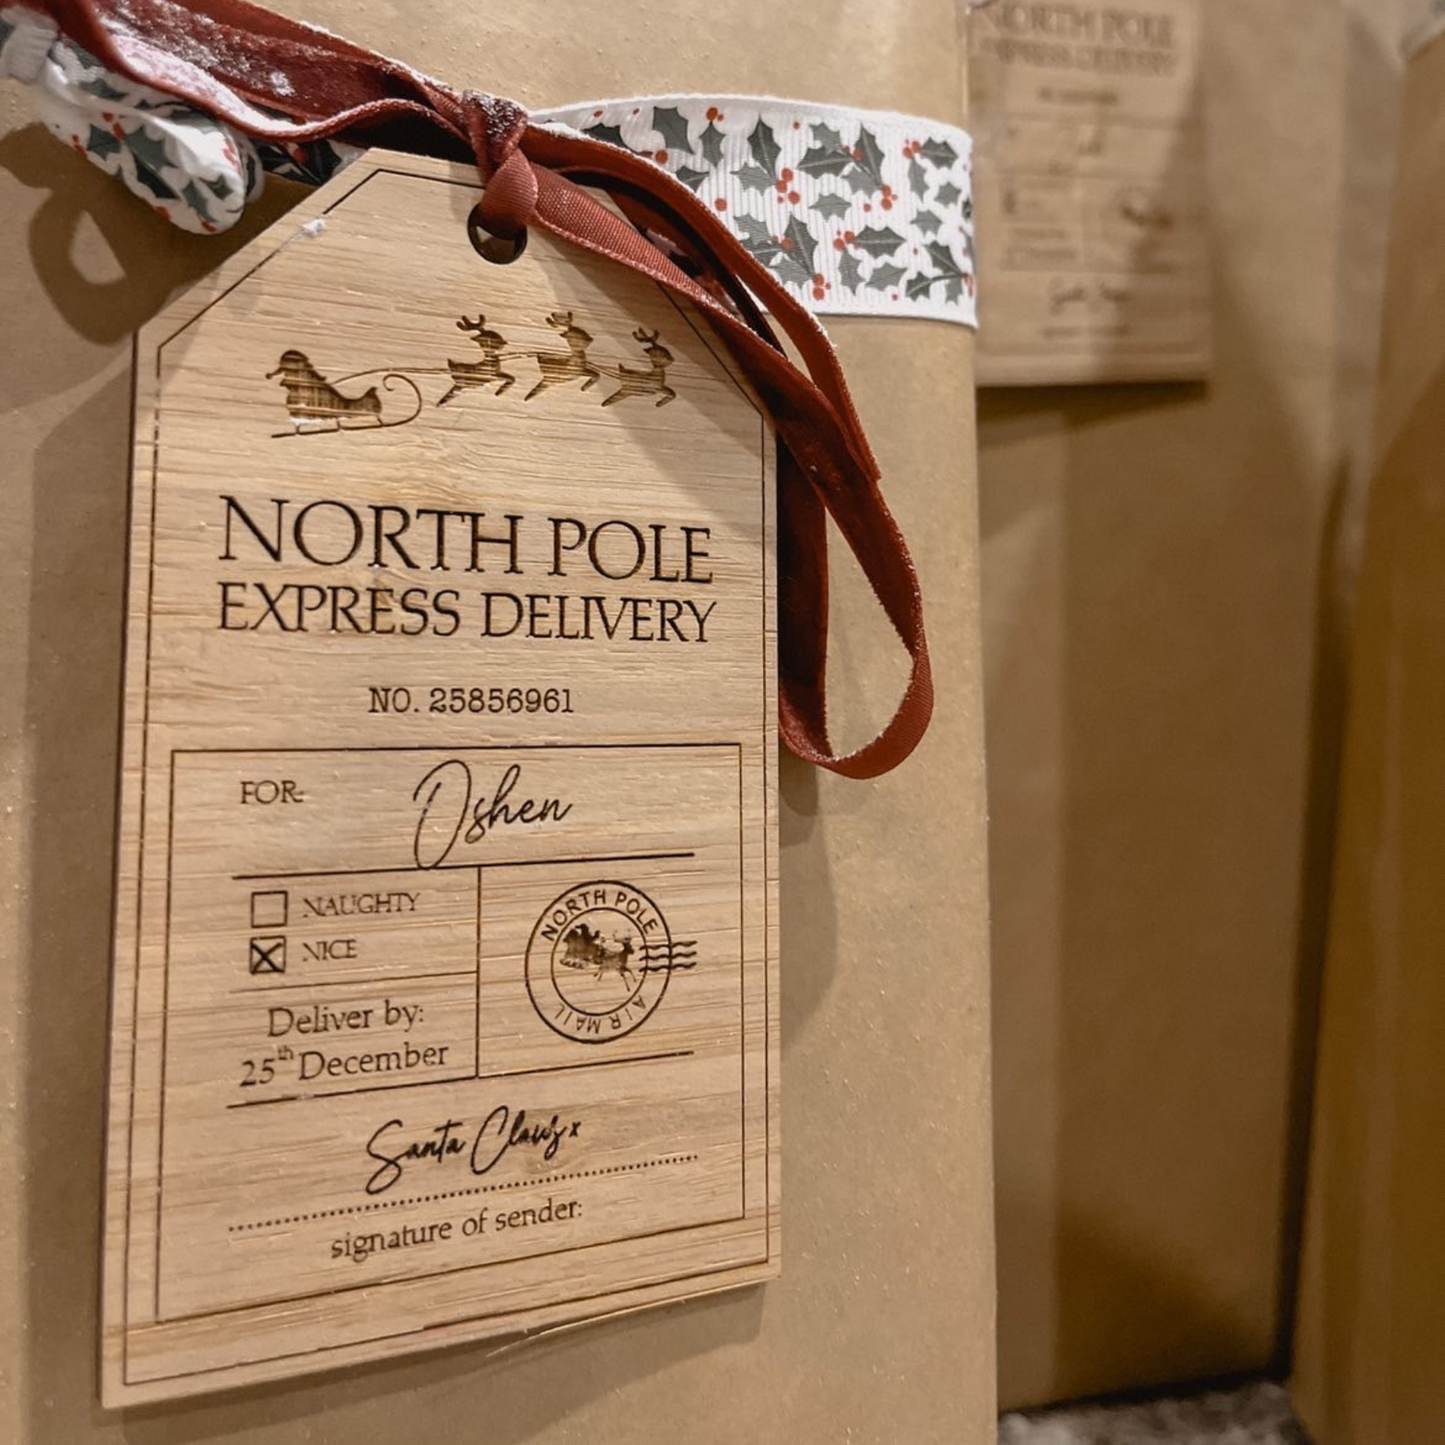 NORTH POLE
EXPRESS DELIVERY
NO. 25856961
FOR: Oshen
NAUGHTY
NICE
NORTH POLE
AIR MAIL
Deliver by:
25th December
Santa Claus x
signature of sender:
NORTH POLE
EXPRESS DELIVERY